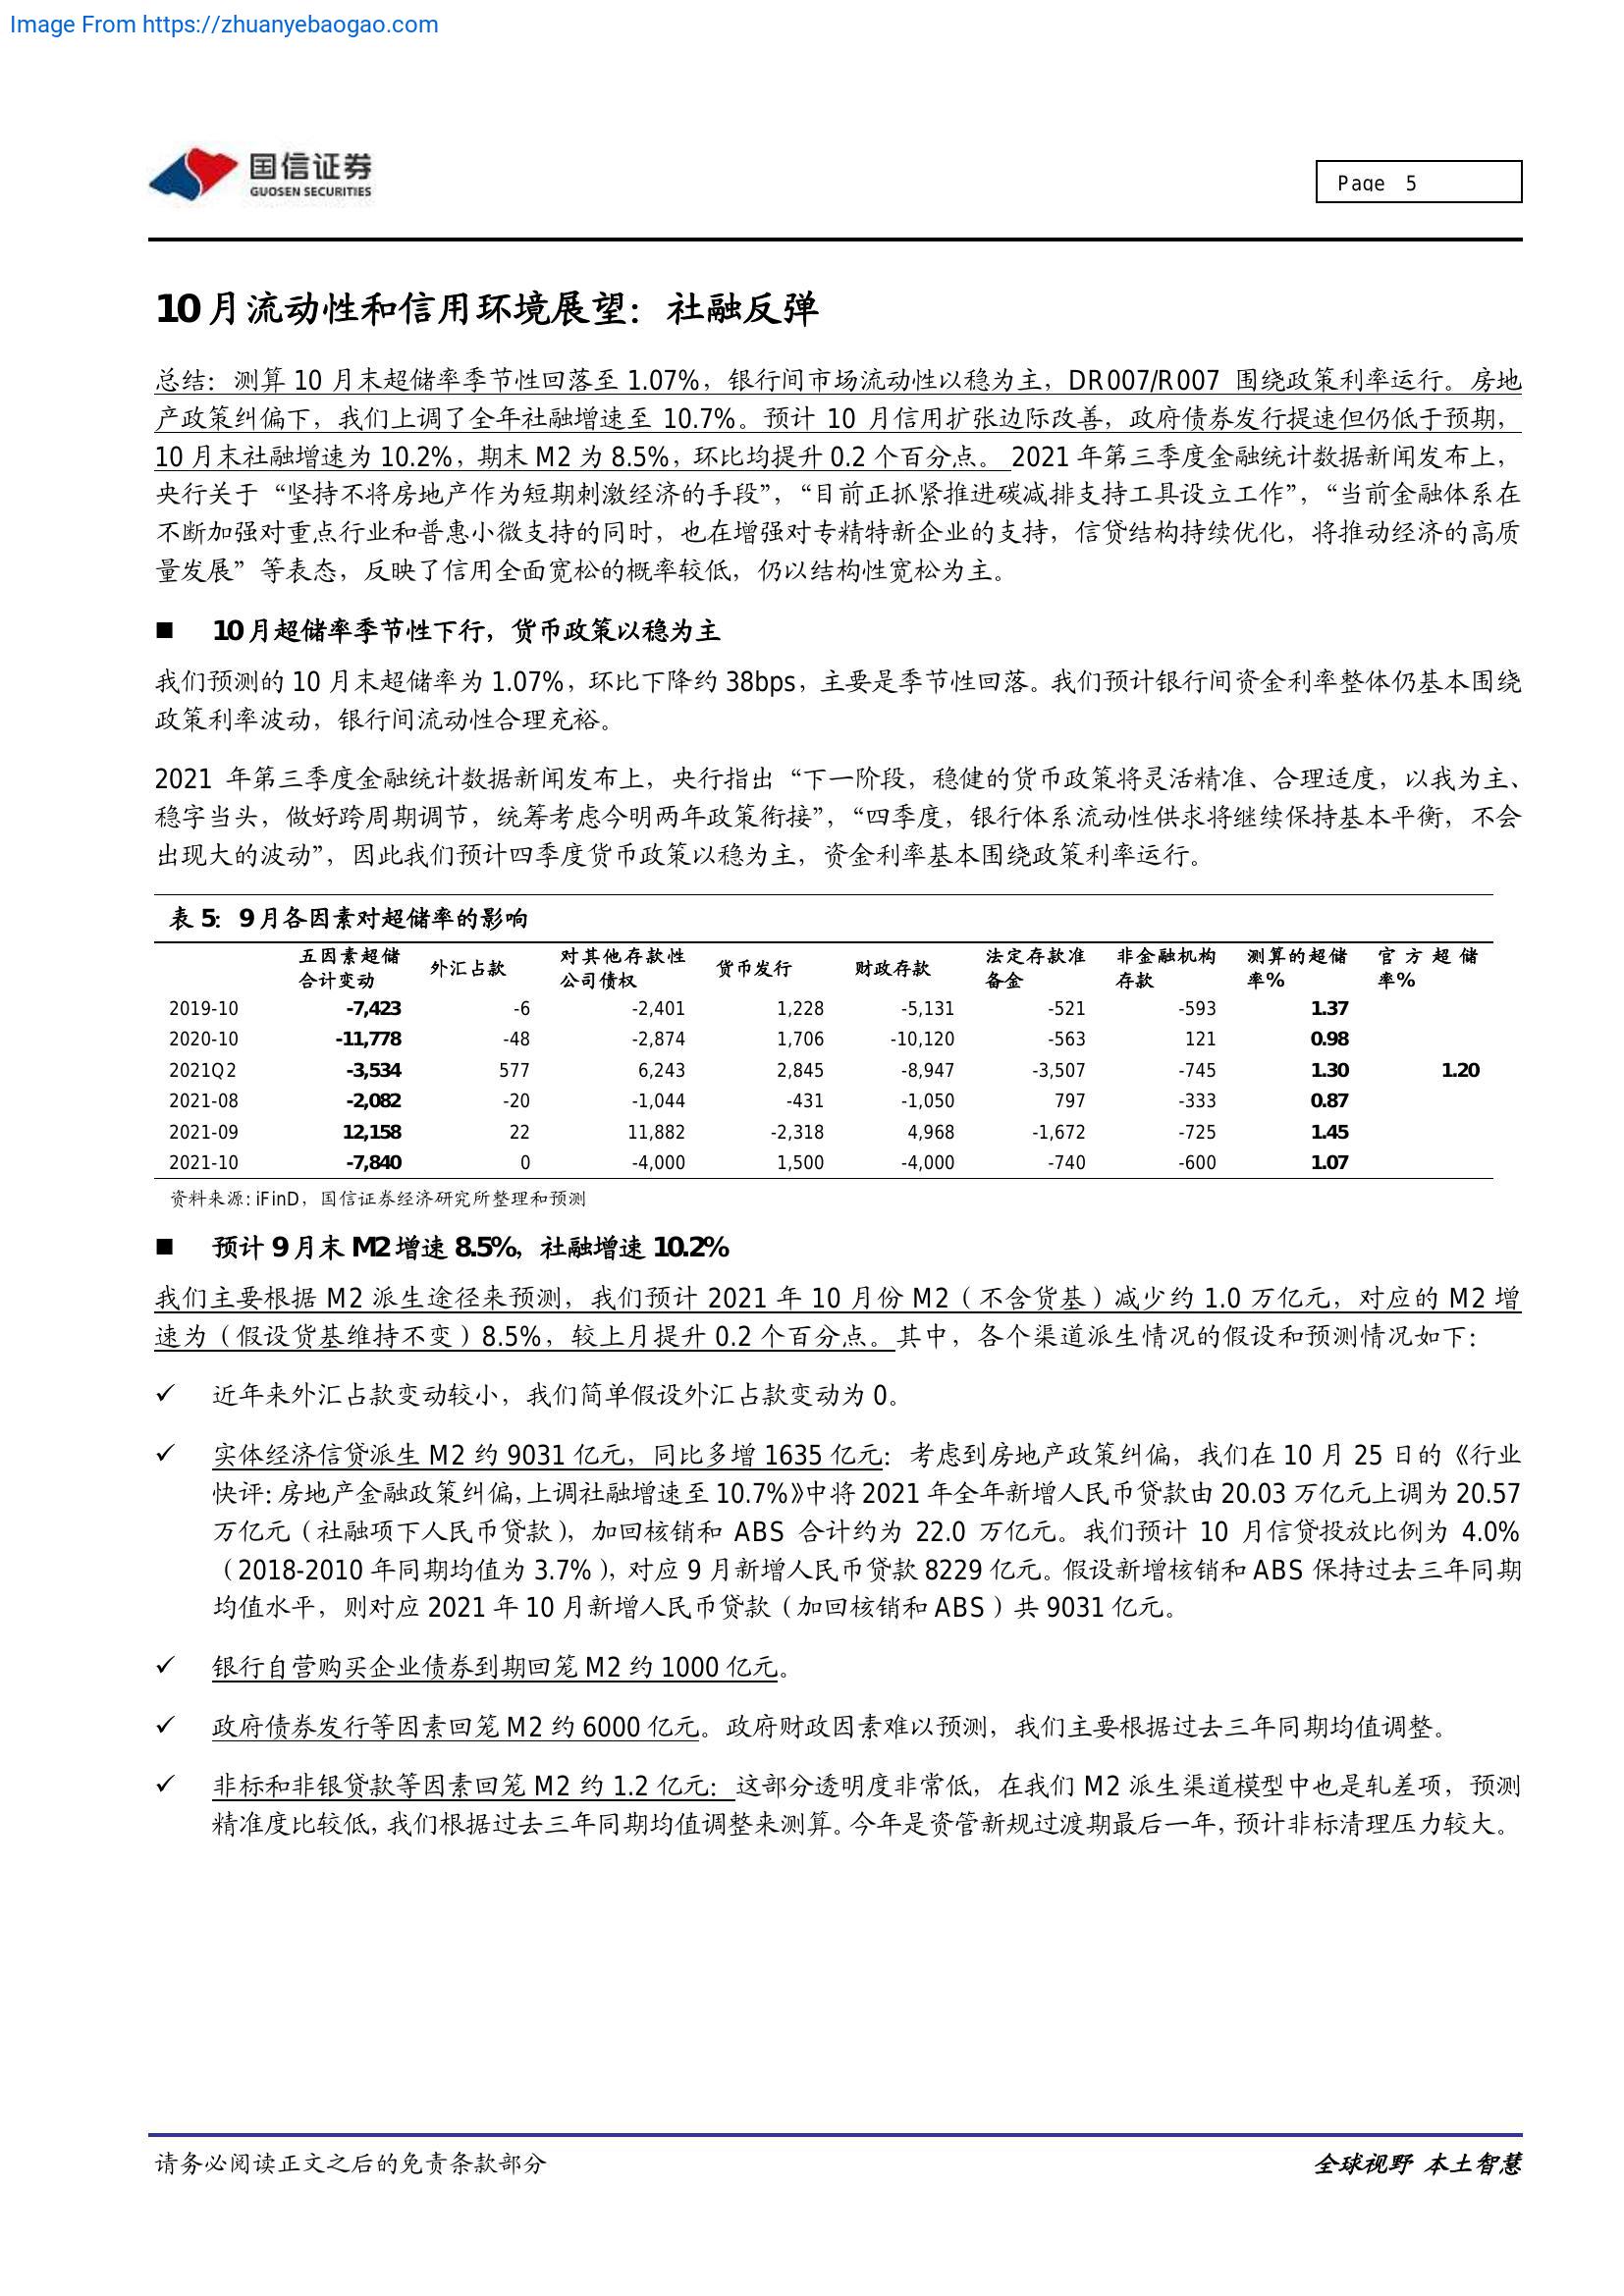 Image From https://zhuanyebaogao.com
国信证券
GUOSEN SECURITIES
Page 5
10月流动性和信用环境展望：社融反弹
总结：测算 10 月末超储率季节性回落至 1.07%，银行间市场流动性以稳为主，DR007/R007 围绕政策利率运行。房地
产政策纠偏下，我们上调了全年社融增速至 10.7%。预计 10 月信用扩张边际改善，政府债券发行提速但仍低于预期，
10 月末社融增速为 10.2%，期末 M2 为 8.5%，环比均提升 0.2 个百分点。 2021 年第三季度金融统计数据新闻发布上，
央行关于“坚持不将房地产作为短期刺激经济的手段”，“目前正抓紧推进碳减排支持工具设立工作”，“当前金融体系在
不断加强对重点行业和普惠小微支持的同时，也在增强对专精特新企业的支持，信贷结构持续优化，将推动经济的高质
量发展”等表态，反映了信用全面宽松的概率较低，仍以结构性宽松为主。
■ 10月超储率季节性下行，货币政策以稳为主
我们预测的 10 月末超储率为 1.07%，环比下降约 38bps，主要是季节性回落。我们预计银行间资金利率整体仍基本围绕
政策利率波动，银行间流动性合理充裕。
2021 年第三季度金融统计数据新闻发布上，央行指出“下一阶段，稳健的货币政策将灵活精准、合理适度，以我为主、
稳字当头，做好跨周期调节，统筹考虑今明两年政策衔接”，“四季度，银行体系流动性供求将继续保持基本平衡，不会
出现大的波动”，因此我们预计四季度货币政策以稳为主，资金利率基本围绕政策利率运行。
表 5：9月各因素对超储率的影响
五因素超储合计变动 外汇占款 对其他存款性公司债权 货币发行 财政存款 法定存款准备金 非金融机构存款 测算的超储率% 官方超储率%
2019-10 -7,423 -6 -2,401 1,228 -5,131 -521 -593 1.37
2020-10 -11,778 -48 -2,874 1,706 -10,120 -563 121 0.98
2021Q2 -3,534 577 6,243 2,845 -8,947 -3,507 -745 1.30 1.20
2021-08 -2,082 -20 -1,044 -431 -1,050 797 -333 0.87
2021-09 12,158 22 11,882 -2,318 4,968 -1,672 -725 1.45
2021-10 -7,840 0 -4,000 1,500 -4,000 -740 -600 1.07
资料来源: iFinD，国信证券经济研究所整理和预测
■ 预计 9月末 M2增速 8.5%，社融增速 10.2%
我们主要根据 M2 派生途径来预测，我们预计 2021 年 10 月份 M2（不含货基）减少约 1.0 万亿元，对应的 M2 增
速为（假设货基维持不变）8.5%，较上月提升 0.2 个百分点。其中，各个渠道派生情况的假设和预测情况如下：
✓ 近年来外汇占款变动较小，我们简单假设外汇占款变动为 0。
✓ 实体经济信贷派生 M2 约 9031 亿元，同比多增 1635 亿元：考虑到房地产政策纠偏，我们在 10 月 25 日的《行业
快评：房地产金融政策纠偏，上调社融增速至 10.7%》中将 2021 年全年新增人民币贷款由 20.03 万亿元上调为 20.57
万亿元（社融项下人民币贷款），加回核销和 ABS 合计约为 22.0 万亿元。我们预计 10 月信贷投放比例为 4.0%
（2018-2010 年同期均值为 3.7%），对应 9 月新增人民币贷款 8229 亿元。假设新增核销和 ABS 保持过去三年同期
均值水平，则对应 2021 年 10 月新增人民币贷款（加回核销和 ABS）共 9031 亿元。
✓ 银行自营购买企业债券到期回笼 M2 约 1000 亿元。
✓ 政府债券发行等因素回笼 M2 约 6000 亿元。政府财政因素难以预测，我们主要根据过去三年同期均值调整。
✓ 非标和非银贷款等因素回笼 M2 约 1.2 亿元：这部分透明度非常低，在我们 M2 派生渠道模型中也是轧差项，预测
精准度比较低，我们根据过去三年同期均值调整来测算。今年是资管新规过渡期最后一年，预计非标清理压力较大。
请务必阅读正文之后的免责条款部分
全球视野 本土智慧